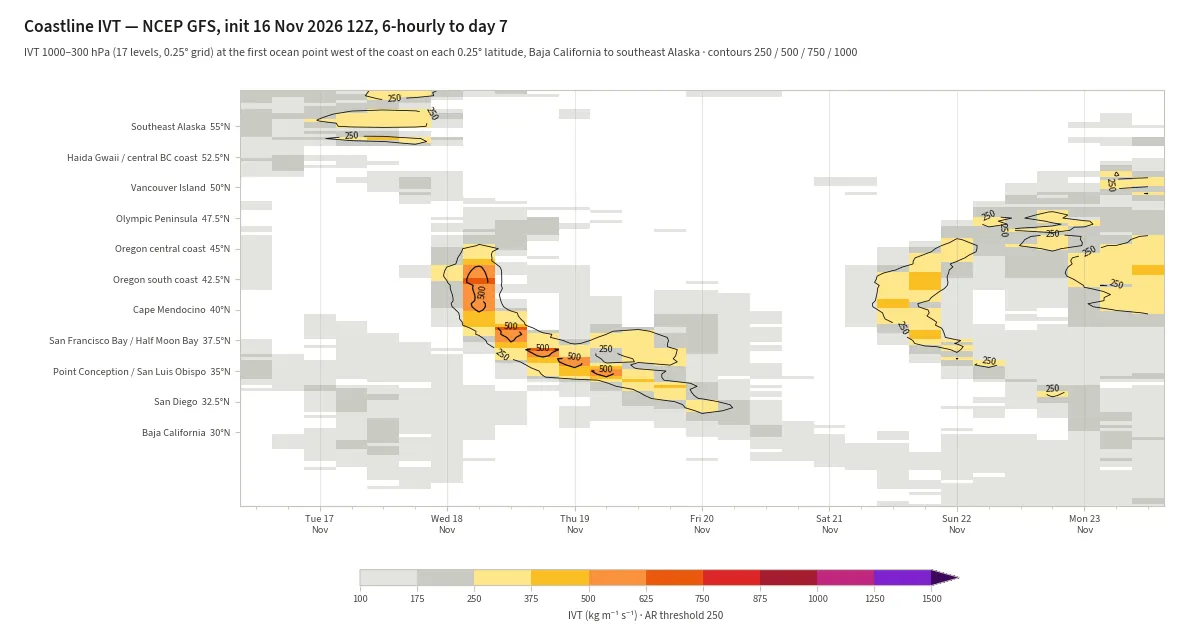 Coastline IVT — NCEP GFS, init 16 Nov 2026 12Z, 6-hourly to day 7
IVT 1000–300 hPa (17 levels, 0.25° grid) at the first ocean point west of the coast on each 0.25° latitude, Baja California to southeast Alaska · contours 250 / 500 / 750 / 1000
250
250
Southeast Alaska 55°N
250
Haida Gwaii / central BC coast 52.5°N
Vancouver Island 50°N
250
Olympic Peninsula 47.5°N
250
250
250
Oregon central coast 45°N
250
Oregon south coast 42.5°N
500
250
Cape Mendocino 40°N
500
250
San Francisco Bay / Half Moon Bay 37.5°N
250
500
500
250
250
Point Conception / San Luis Obispo 35°N
500
San Diego 32.5°N
250
Baja California 30°N
Tue 17 Wed 18 Thu 19 Fri 20 Sat 21 Sun 22 Mon 23
Nov Nov Nov Nov Nov Nov Nov
100 175 250 375 500 625 750 875 1000 1250 1500
IVT (kg m⁻¹ s⁻¹) · AR threshold 250